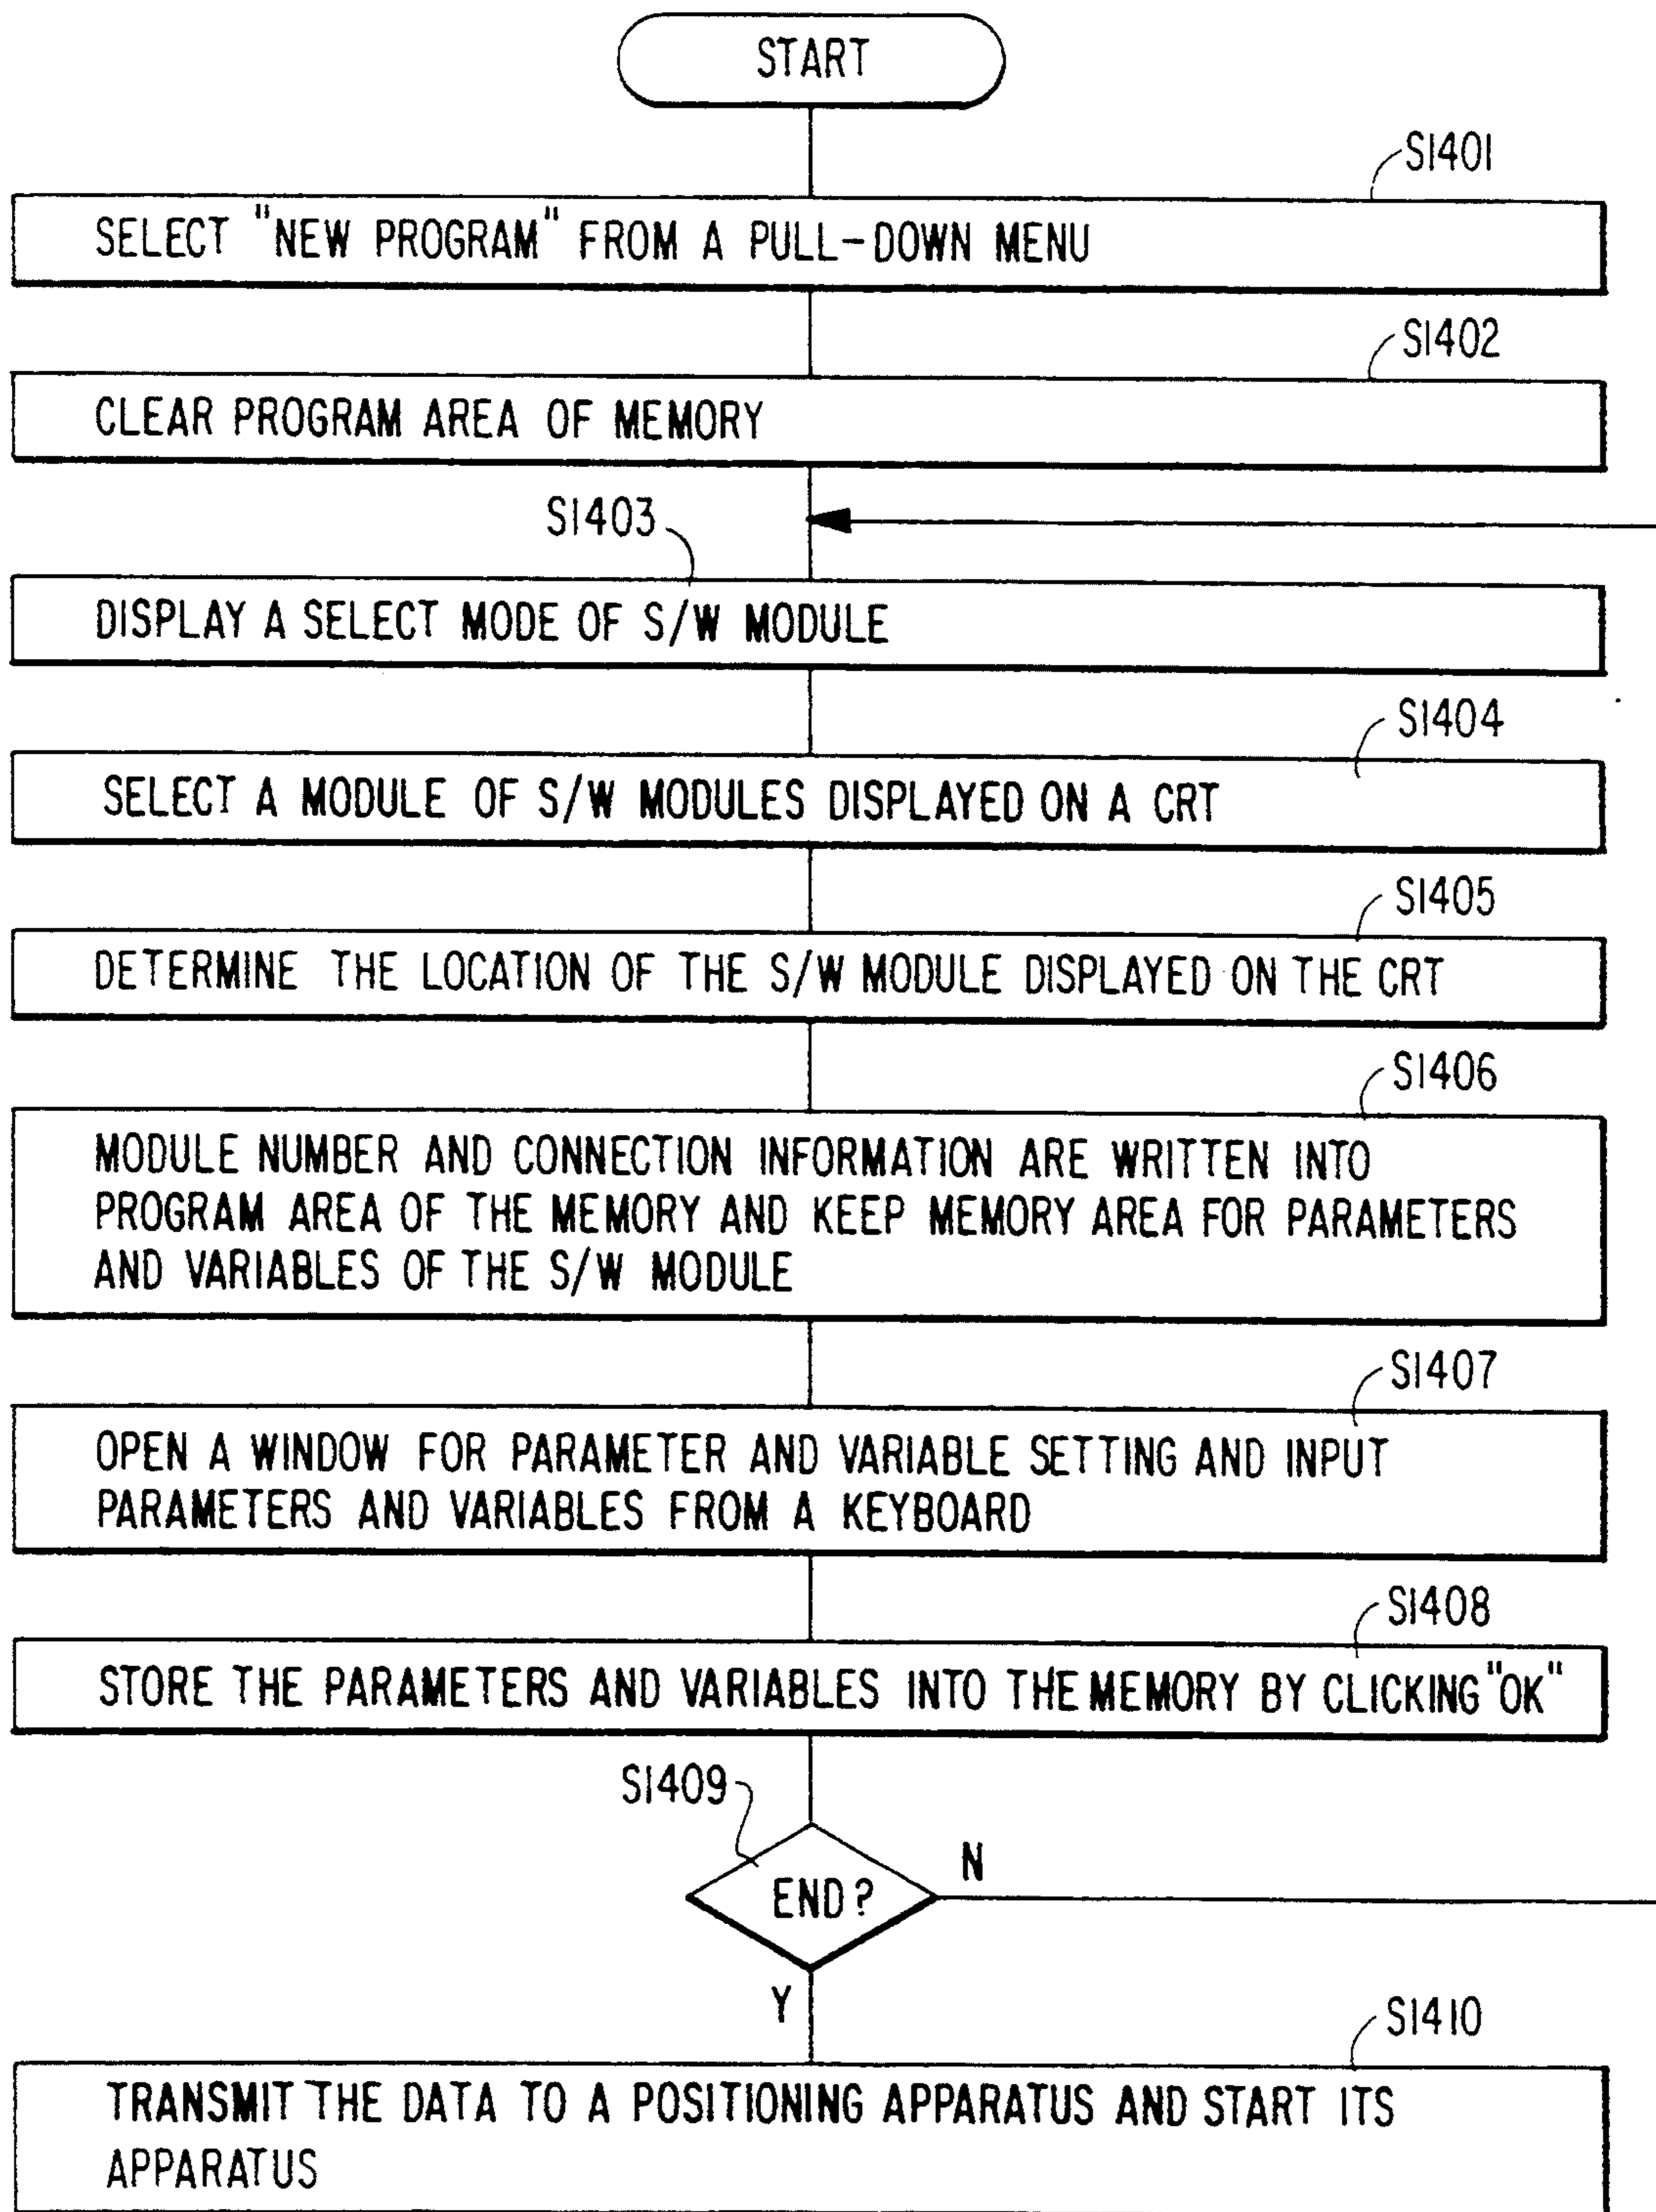 START
S1401
SELECT "NEW PROGRAM" FROM A PULL-DOWN MENU
S1402
CLEAR PROGRAM AREA OF MEMORY
S1403
DISPLAY A SELECT MODE OF S/W MODULE
S1404
SELECT A MODULE OF S/W MODULES DISPLAYED ON A CRT
S1405
DETERMINE THE LOCATION OF THE S/W MODULE DISPLAYED ON THE CRT
S1406
MODULE NUMBER AND CONNECTION INFORMATION ARE WRITTEN INTO
PROGRAM AREA OF THE MEMORY AND KEEP MEMORY AREA FOR PARAMETERS
AND VARIABLES OF THE S/W MODULE
S1407
OPEN A WINDOW FOR PARAMETER AND VARIABLE SETTING AND INPUT
PARAMETERS AND VARIABLES FROM A KEYBOARD
S1408
STORE THE PARAMETERS AND VARIABLES INTO THE MEMORY BY CLICKING "OK"
S1409
END?
N
Y
S1410
TRANSMIT THE DATA TO A POSITIONING APPARATUS AND START ITS
APPARATUS